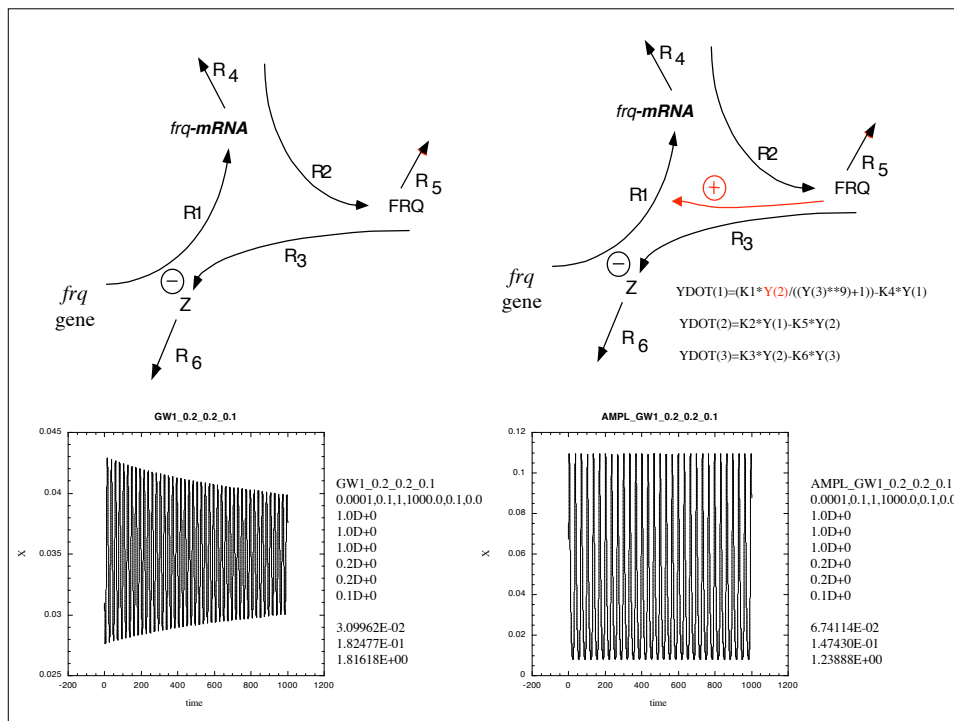 R4
frq-mRNA
R2
R5
FRQ
R1
R3
−
Z
frq
gene
R6
R4
frq-mRNA
R2
R5
FRQ
+
R1
R3
−
Z
frq
gene
R6
YDOT(1)=(K1*Y(2)/((Y(3)**9)+1))-K4*Y(1)
YDOT(2)=K2*Y(1)-K5*Y(2)
YDOT(3)=K3*Y(2)-K6*Y(3)
GW1_0.2_0.2_0.1
0.045
0.04
0.035
0.03
0.025
X
-200 0 200 400 600 800 1000 1200
time
GW1_0.2_0.2_0.1
0.0001,0.1,1,1000.0,0.1,0.0
1.0D+0
1.0D+0
1.0D+0
0.2D+0
0.2D+0
0.1D+0
3.09962E-02
1.82477E-01
1.81618E+00
AMPL_GW1_0.2_0.2_0.1
0.12
0.1
0.08
0.06
0.04
0.02
0
X
-200 0 200 400 600 800 1000 1200
time
AMPL_GW1_0.2_0.2_0.1
0.0001,0.1,1,1000.0,0.1,0.0
1.0D+0
1.0D+0
1.0D+0
0.2D+0
0.2D+0
0.1D+0
6.74114E-02
1.47430E-01
1.23888E+00